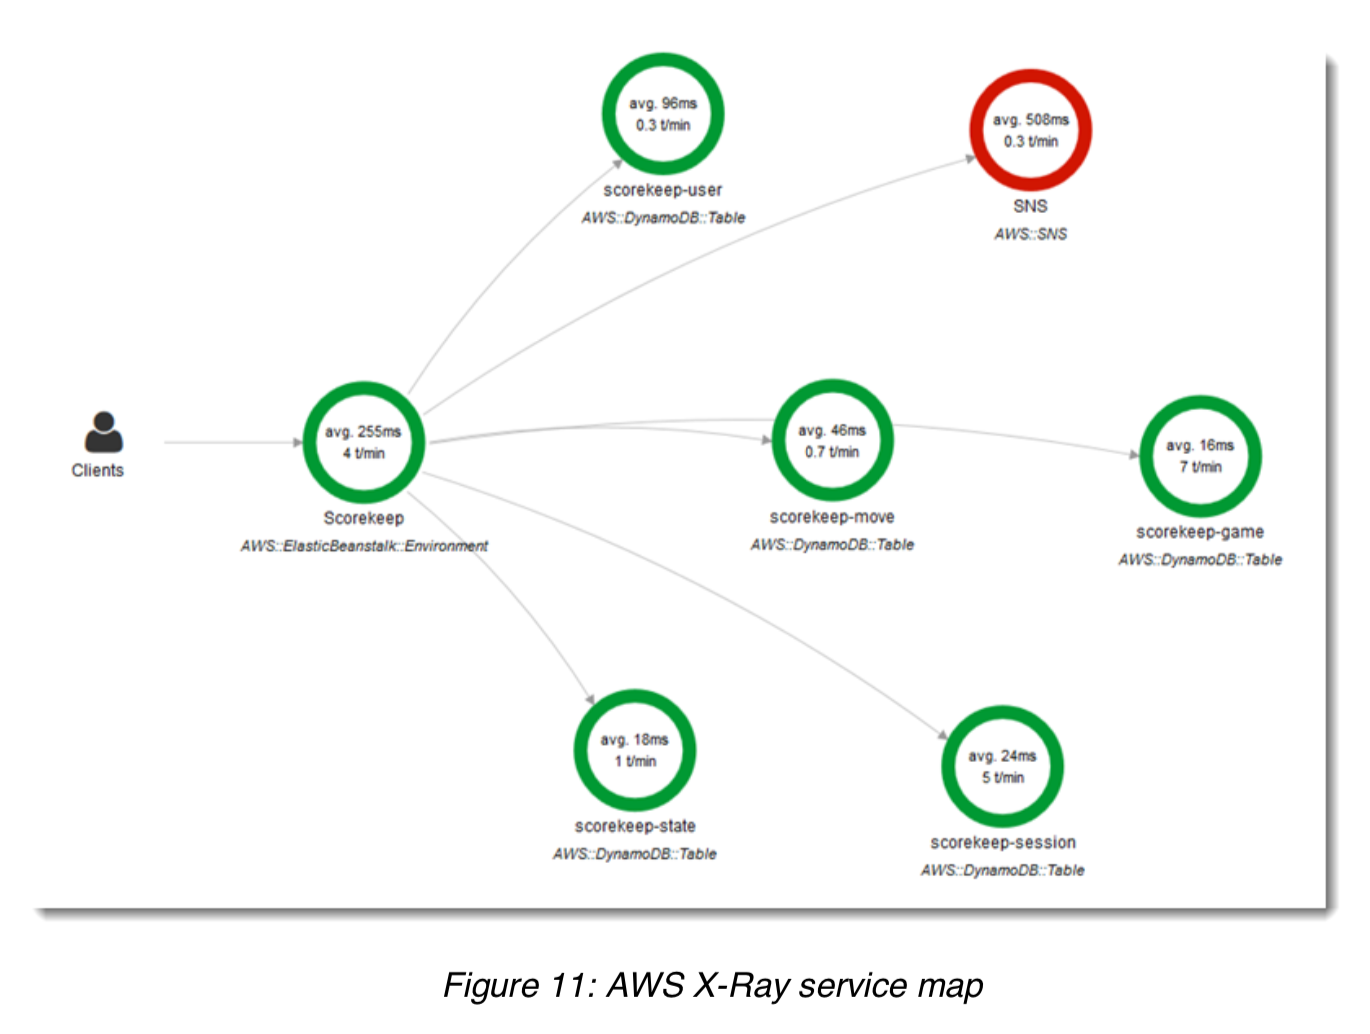 avg. 96ms
0.3 t/min
scorekeep-user
AWS::DynamoDB::Table
avg. 508ms
0.3 t/min
SNS
AWS::SNS
Clients
avg. 255ms
4 t/min
Scorekeep
AWS::ElasticBeanstalk::Environment
avg. 46ms
0.7 t/min
scorekeep-move
AWS::DynamoDB::Table
avg. 16ms
7 t/min
scorekeep-game
AWS::DynamoDB::Table
avg. 18ms
1 t/min
scorekeep-state
AWS::DynamoDB::Table
avg. 24ms
5 t/min
scorekeep-session
AWS::DynamoDB::Table
Figure 11: AWS X-Ray service map